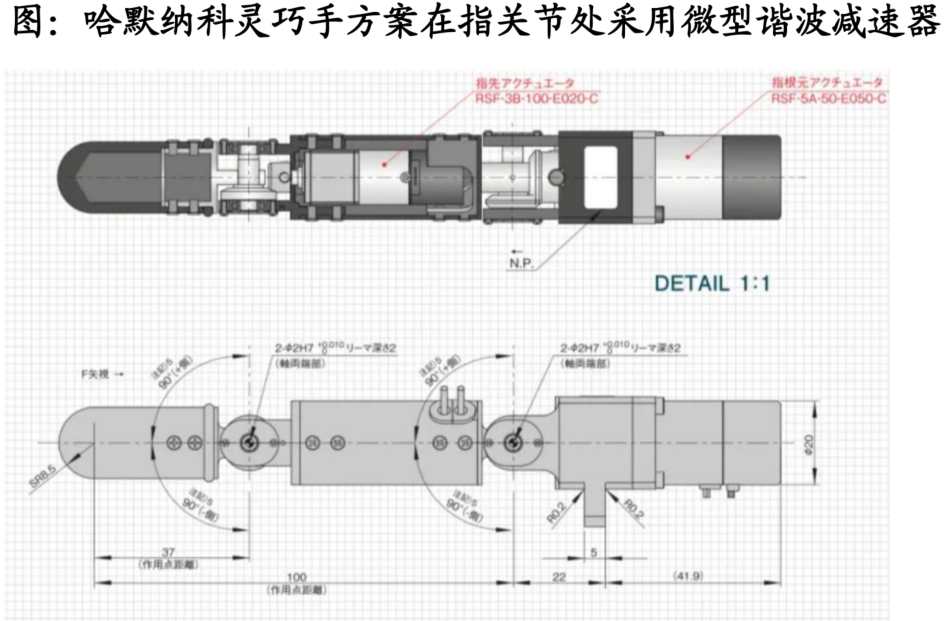 图：哈默纳科灵巧手方案在指关节处采用微型谐波减速器
指先アクチュエータ
RSF-3B-100-E020-C
指根元アクチュエータ
RSF-5A-50-E050-C
N.P.
DETAIL 1:1
F矢視 →
注記5
90°(+側)
2-Φ2H7 +0.010 0 リーマ深さ2
(軸両端部)
注記5
90°(+側)
2-Φ2H7 +0.010 0 リーマ深さ2
(軸両端部)
SR8.5
注記5
90°(-側)
注記5
90°(-側)
R0.2
R0.2
Φ20
37
(作用点距離)
5
100
(作用点距離)
22
(41.9)